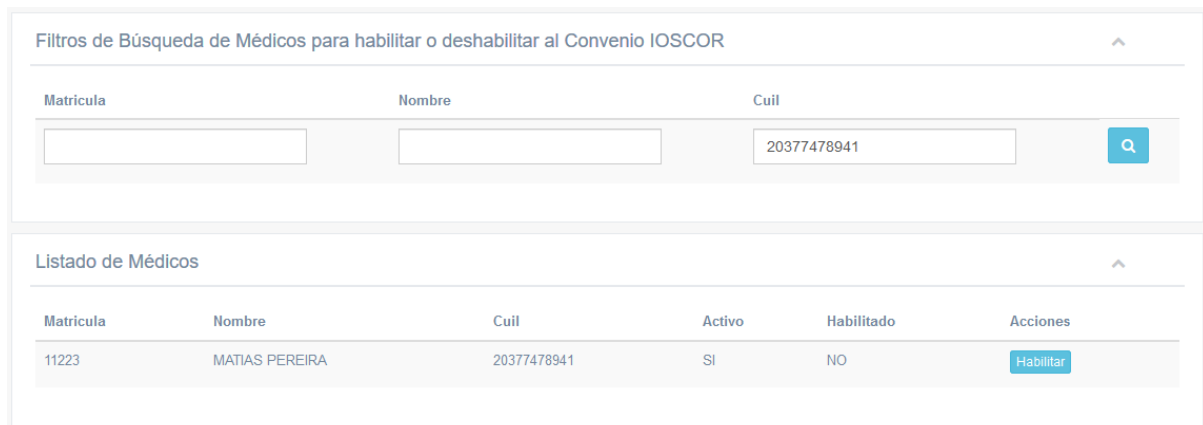 Filtros de Búsqueda de Médicos para habilitar o deshabilitar al Convenio IOSCOR
Matricula Nombre Cuil
20377478941
Listado de Médicos
Matricula Nombre Cuil Activo Habilitado Acciones
11223 MATIAS PEREIRA 20377478941 SI NO Habilitar